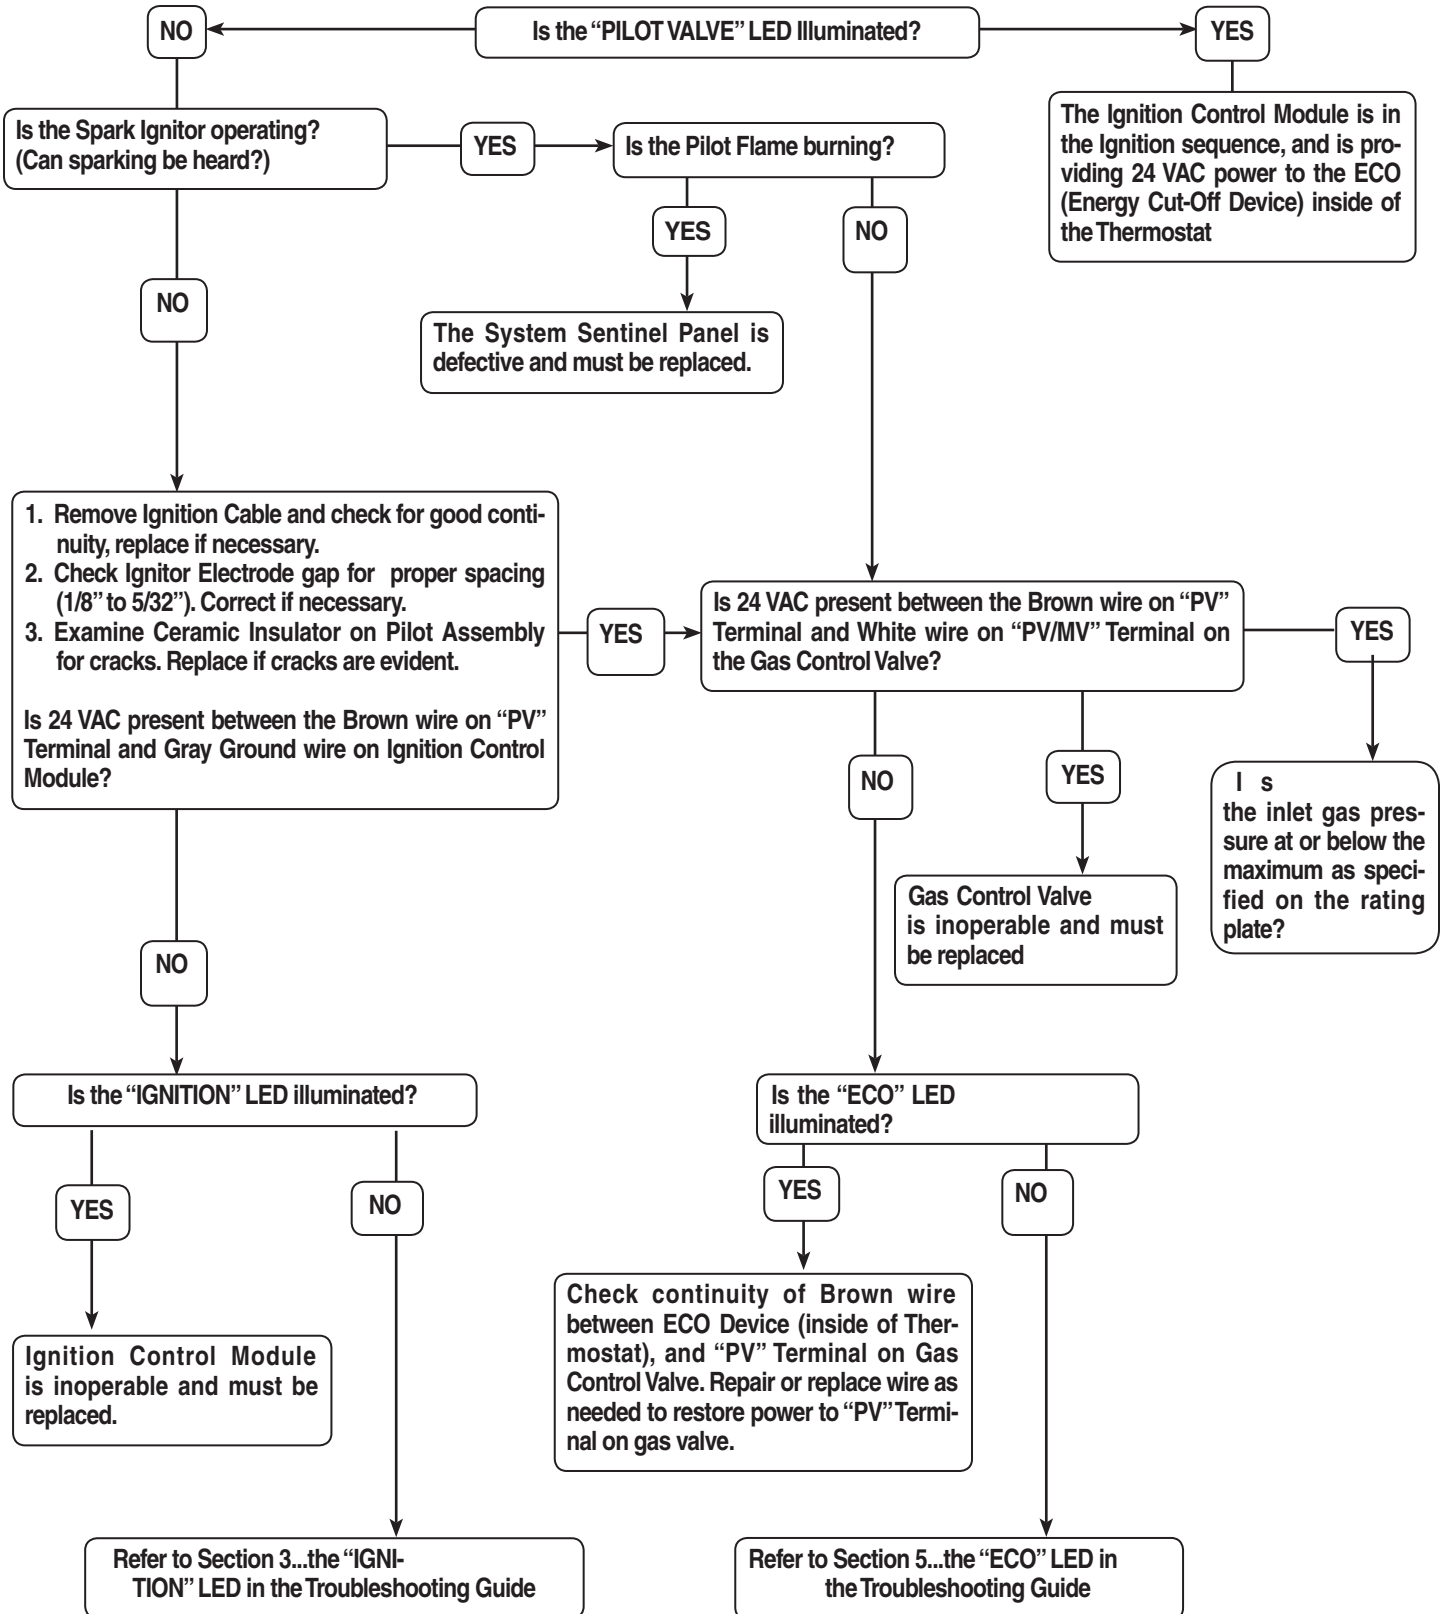 NO
Is the “PILOT VALVE” LED Illuminated?
YES
Is the Spark Ignitor operating?
(Can sparking be heard?)
YES
Is the Pilot Flame burning?
The Ignition Control Module is in
the Ignition sequence, and is pro-
viding 24 VAC power to the ECO
(Energy Cut-Off Device) inside of
the Thermostat
YES
NO
NO
The System Sentinel Panel is
defective and must be replaced.
1. Remove Ignition Cable and check for good conti-
nuity, replace if necessary.
2. Check Ignitor Electrode gap for proper spacing
(1/8” to 5/32”). Correct if necessary.
3. Examine Ceramic Insulator on Pilot Assembly
for cracks. Replace if cracks are evident.
Is 24 VAC present between the Brown wire on “PV”
Terminal and Gray Ground wire on Ignition Control
Module?
YES
Is 24 VAC present between the Brown wire on “PV”
Terminal and White wire on “PV/MV” Terminal on
the Gas Control Valve?
YES
NO
YES
I s
the inlet gas pres-
sure at or below the
maximum as speci-
fied on the rating
plate?
Gas Control Valve
is inoperable and must
be replaced
NO
Is the “IGNITION” LED illuminated?
Is the “ECO” LED
illuminated?
YES
NO
YES
NO
Ignition Control Module
is inoperable and must be
replaced.
Check continuity of Brown wire
between ECO Device (inside of Ther-
mostat), and “PV” Terminal on Gas
Control Valve. Repair or replace wire as
needed to restore power to “PV” Termi-
nal on gas valve.
Refer to Section 3...the “IGNI-
TION” LED in the Troubleshooting Guide
Refer to Section 5...the “ECO” LED in
the Troubleshooting Guide